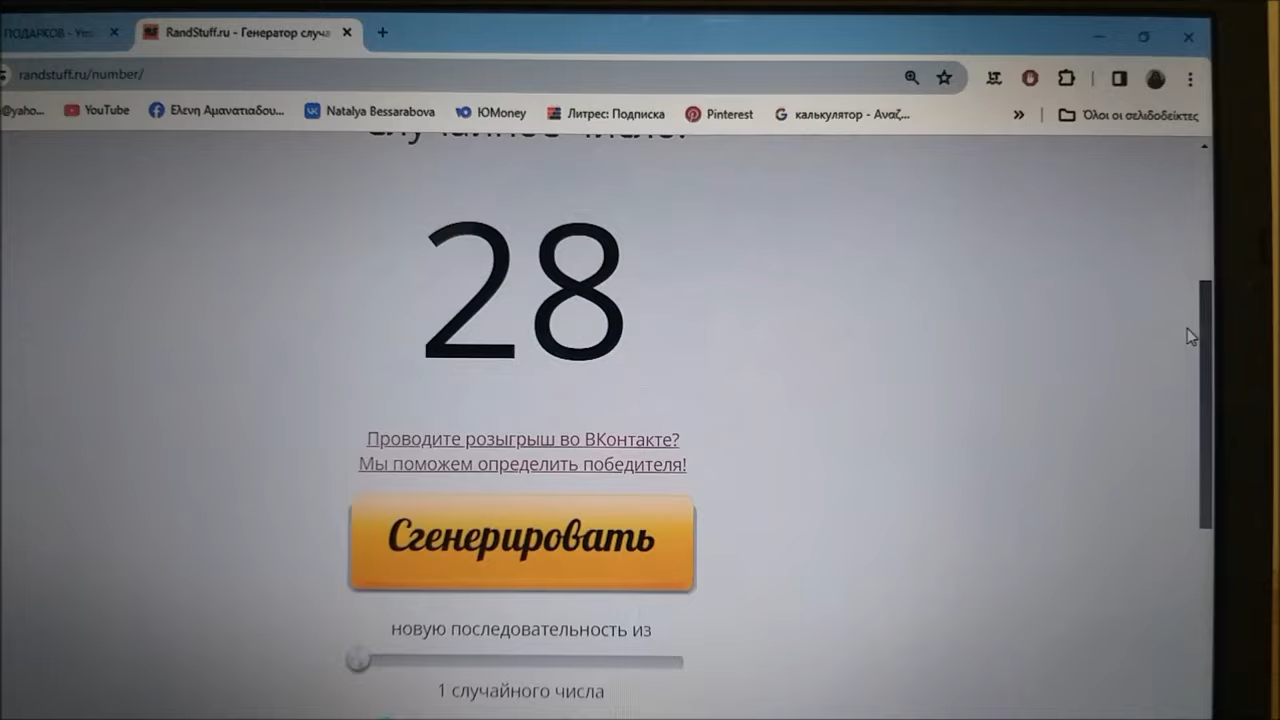 ПОДАРКОВ - You
RandStuff.ru - Генератор случа
randstuff.ru/number/
@yaho...
YouTube
Ελενη Αμανατιαδου...
Natalya Bessarabova
ЮMoney
Литрес: Подписка
Pinterest
калькулятор - Αναζ...
»
Όλοι οι σελιδοδείκτες
28
Проводите розыгрыш во ВКонтакте?
Мы поможем определить победителя!
Сгенерировать
новую последовательность из
1 случайного числа